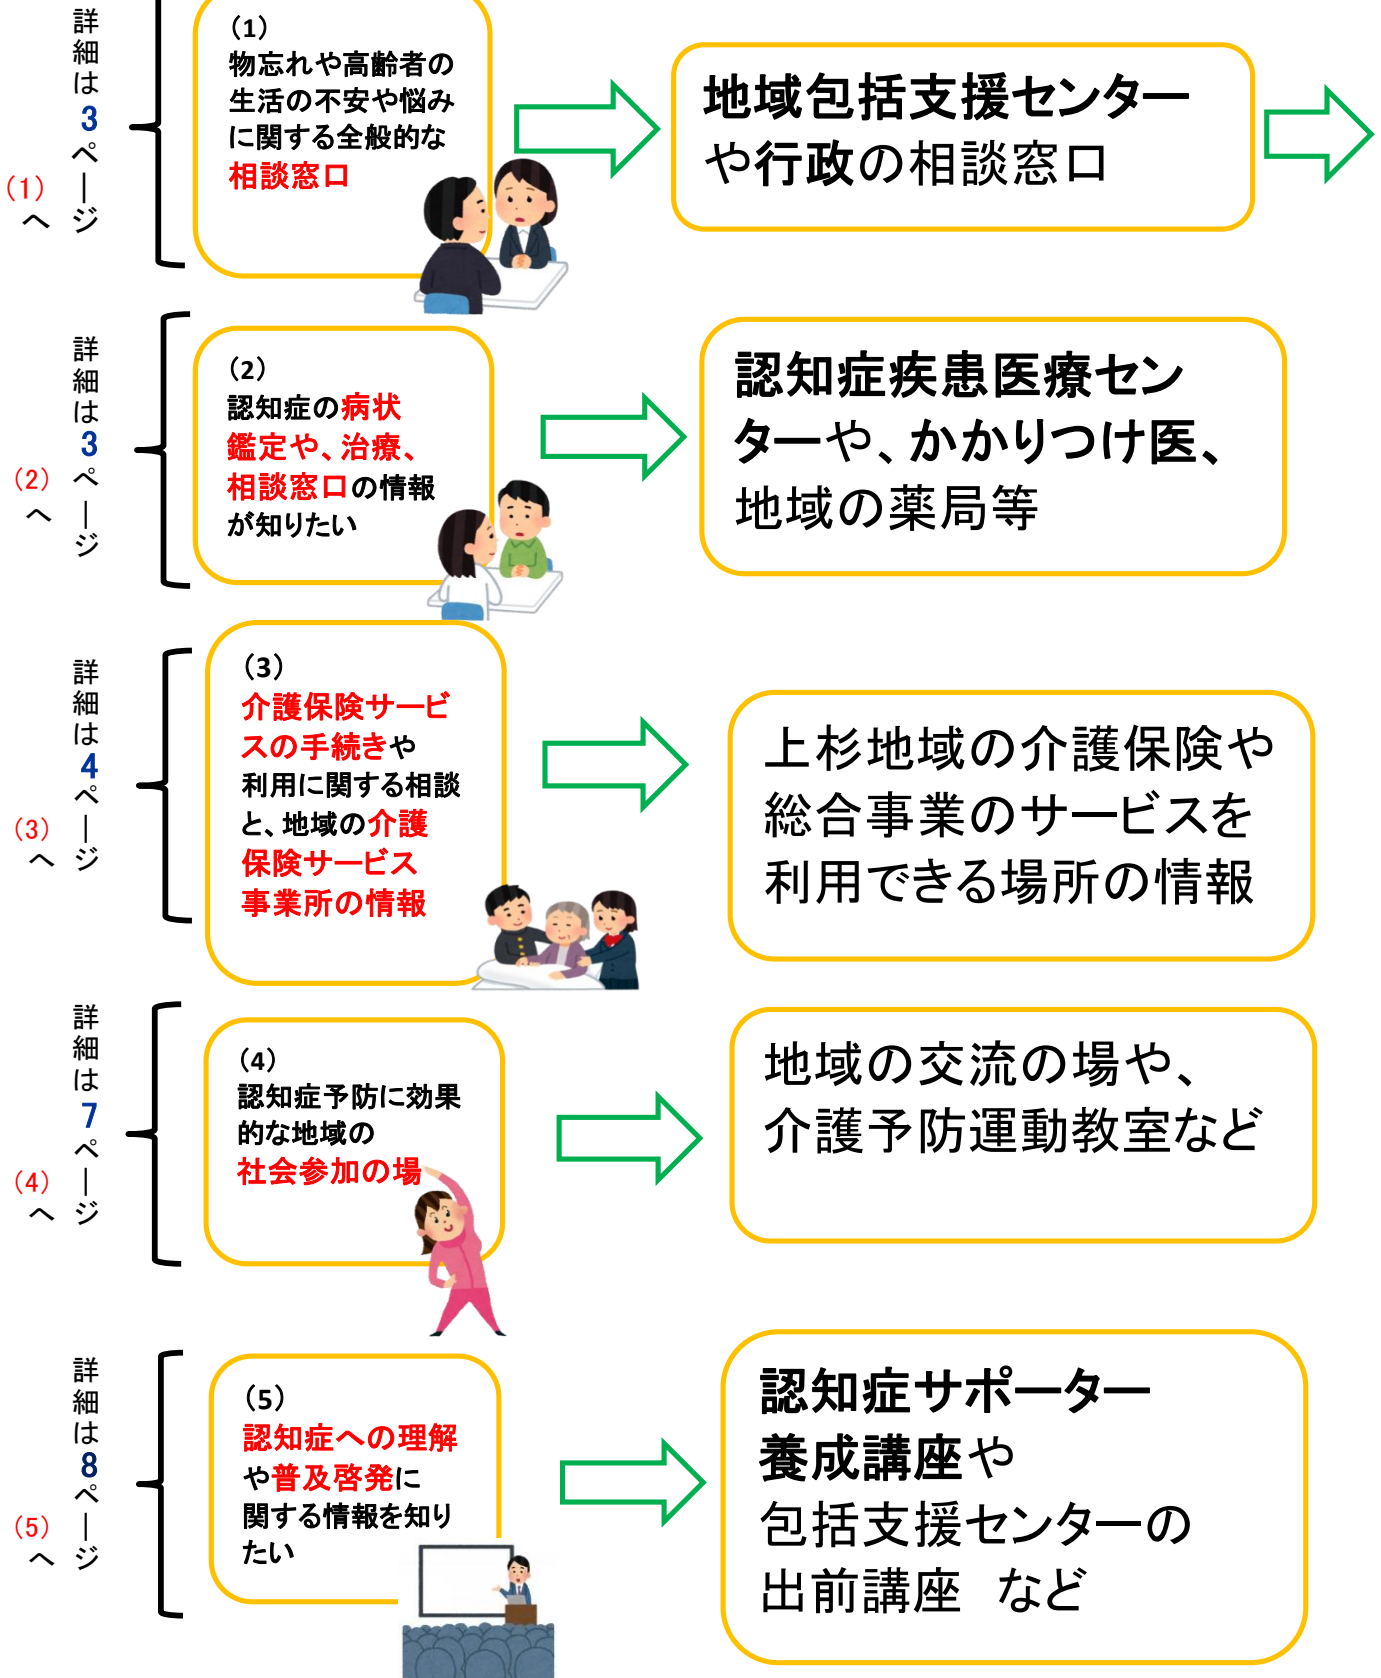 詳細は3ページ
(1)へ
(1)
物忘れや高齢者の
生活の不安や悩み
に関する全般的な
相談窓口
地域包括支援センター
や行政の相談窓口
詳細は3ページ
(2)へ
(2)
認知症の病状
鑑定や、治療、
相談窓口の情報
が知りたい
認知症疾患医療セン
ターや、かかりつけ医、
地域の薬局等
詳細は4ページ
(3)へ
(3)
介護保険サービ
スの手続きや
利用に関する相談
と、地域の介護
保険サービス
事業所の情報
上杉地域の介護保険や
総合事業のサービスを
利用できる場所の情報
詳細は7ページ
(4)へ
(4)
認知症予防に効果
的な地域の
社会参加の場
地域の交流の場や、
介護予防運動教室など
詳細は8ページ
(5)へ
(5)
認知症への理解
や普及啓発に
関する情報を知り
たい
認知症サポーター
養成講座や
包括支援センターの
出前講座　など